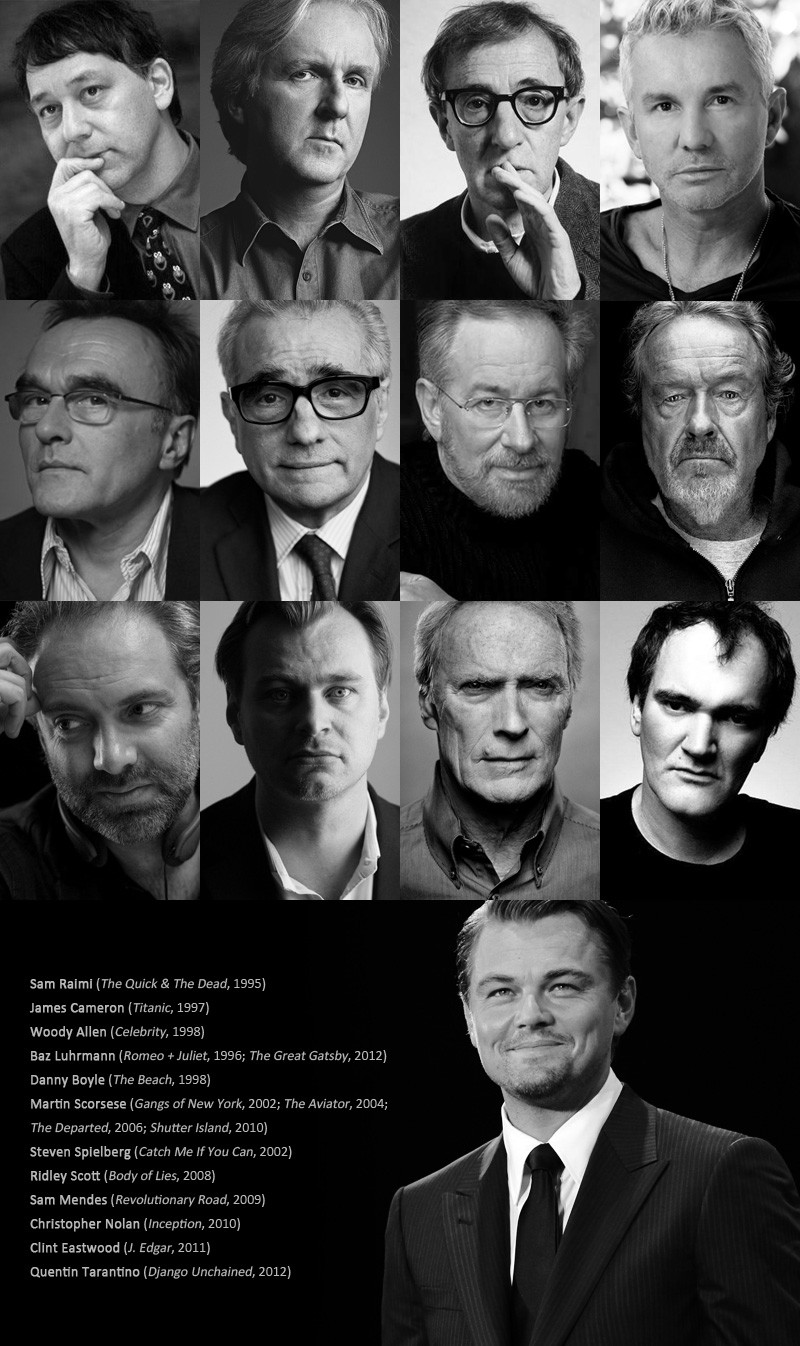 Sam Raimi (The Quick & The Dead, 1995)
James Cameron (Titanic, 1997)
Woody Allen (Celebrity, 1998)
Baz Luhrmann (Romeo + Juliet, 1996; The Great Gatsby, 2012)
Danny Boyle (The Beach, 1998)
Martin Scorsese (Gangs of New York, 2002; The Aviator, 2004;
The Departed, 2006; Shutter Island, 2010)
Steven Spielberg (Catch Me If You Can, 2002)
Ridley Scott (Body of Lies, 2008)
Sam Mendes (Revolutionary Road, 2009)
Christopher Nolan (Inception, 2010)
Clint Eastwood (J. Edgar, 2011)
Quentin Tarantino (Django Unchained, 2012)